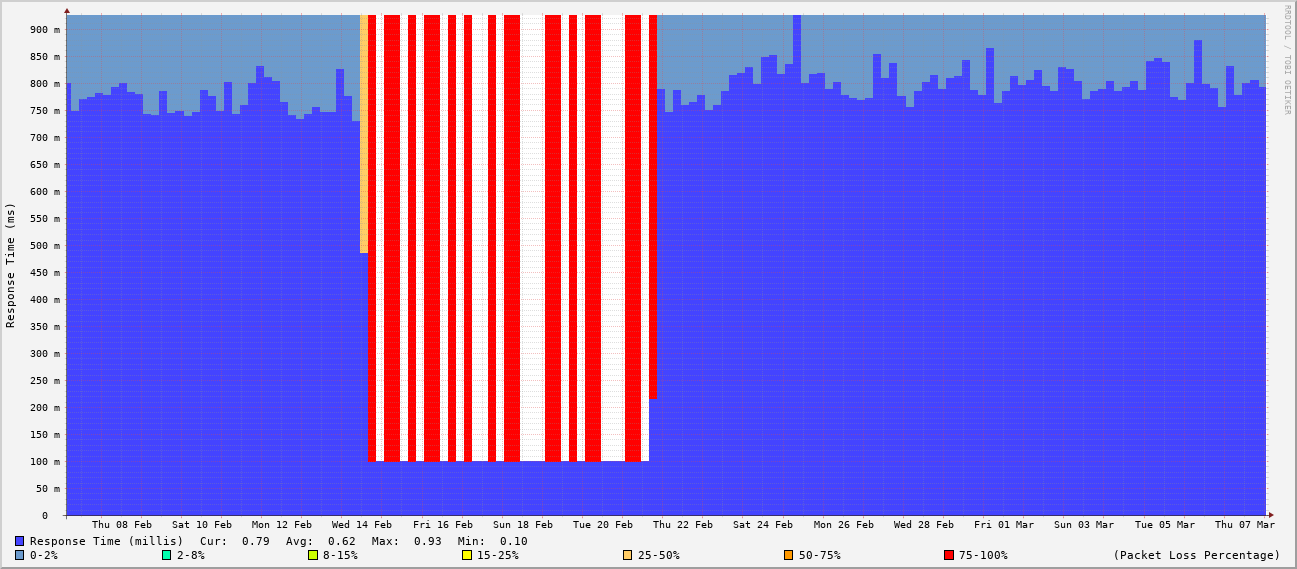 RRDTOOL / TOBI OETIKER
Response Time (ms)
900 m
850 m
800 m
750 m
700 m
650 m
600 m
550 m
500 m
450 m
400 m
350 m
300 m
250 m
200 m
150 m
100 m
50 m
0
Thu 08 Feb Sat 10 Feb Mon 12 Feb Wed 14 Feb Fri 16 Feb Sun 18 Feb Tue 20 Feb Thu 22 Feb Sat 24 Feb Mon 26 Feb Wed 28 Feb Fri 01 Mar Sun 03 Mar Tue 05 Mar Thu 07 Mar
Response Time (millis) Cur: 0.79 Avg: 0.62 Max: 0.93 Min: 0.10
0-2% 2-8% 8-15% 15-25% 25-50% 50-75% 75-100% (Packet Loss Percentage)